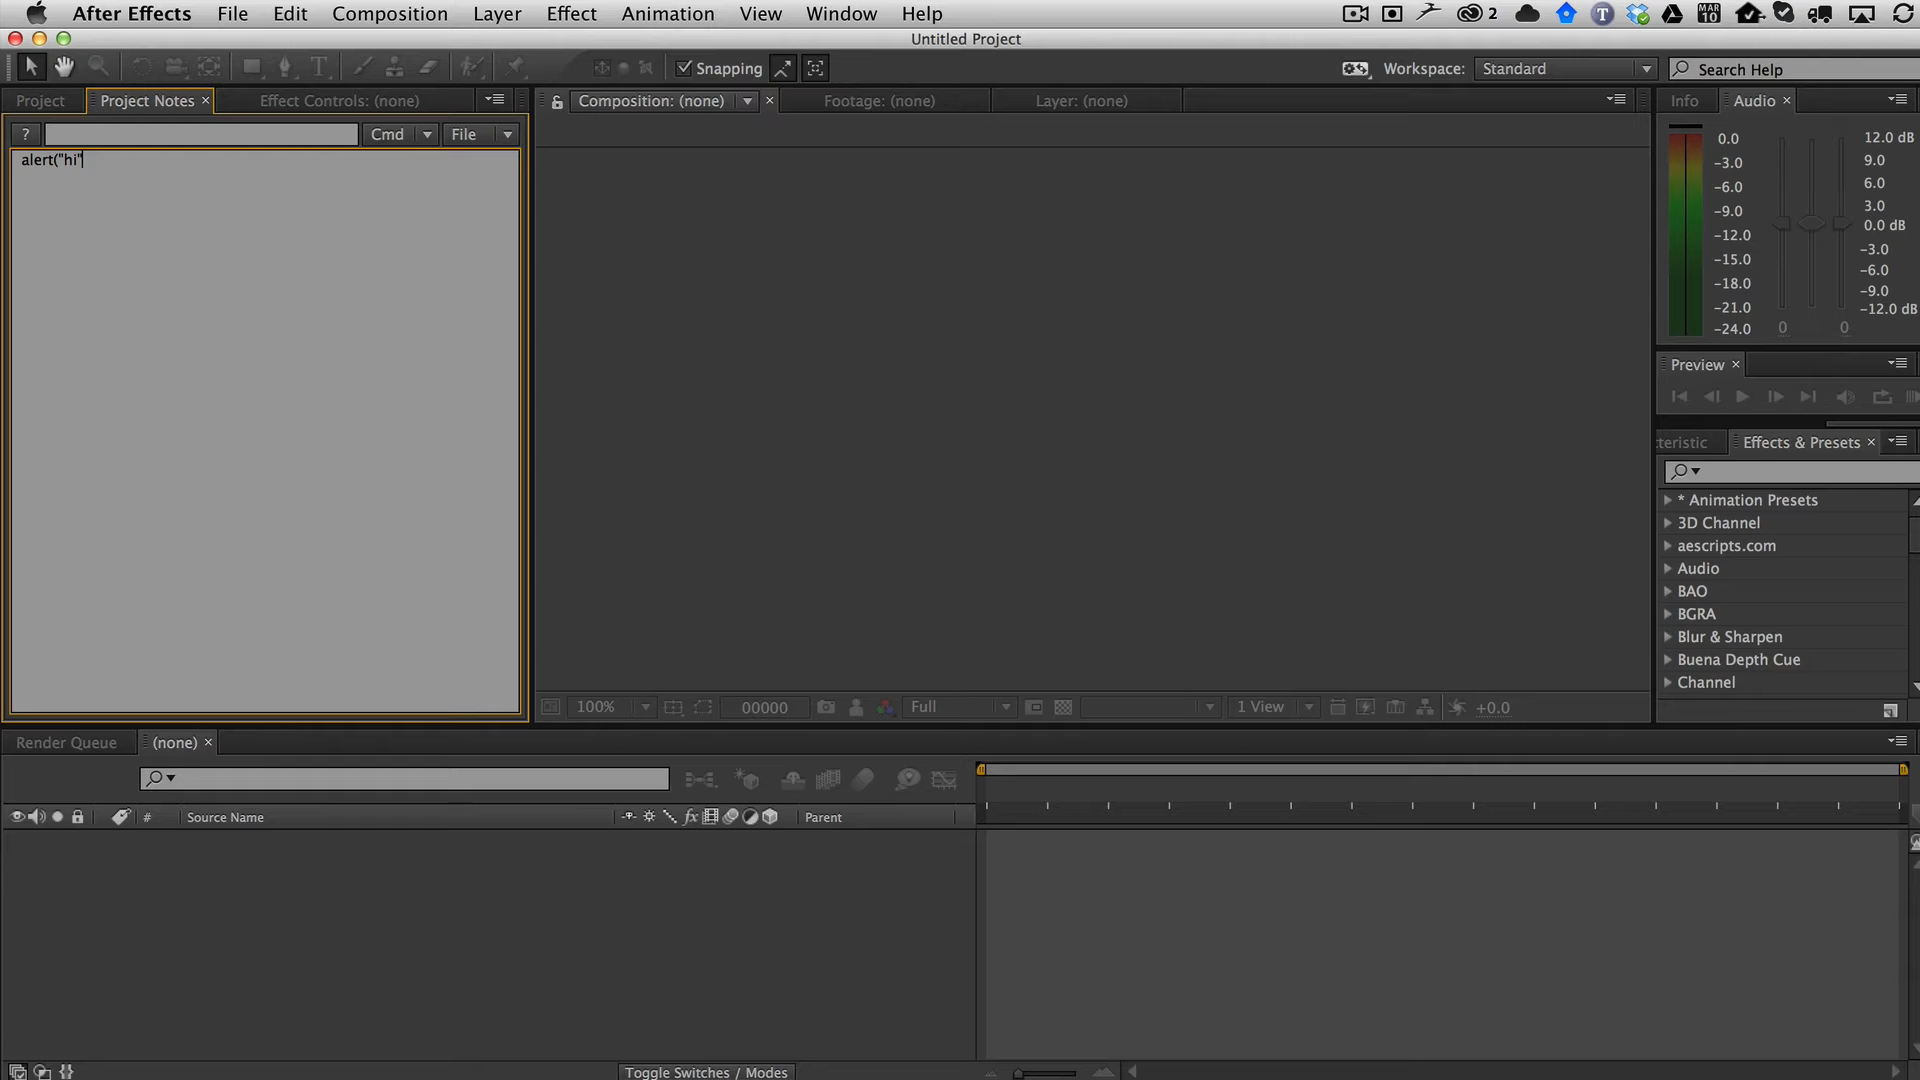 After Effects File Edit Composition Layer Effect Animation View Window Help 2 T MAR 10
Untitled Project
T Snapping Workspace: Standard Search Help
Project Project Notes × Effect Controls: (none) Composition: (none) × Footage: (none) Layer: (none) Info Audio ×
? Cmd File
alert("hi"
0.0
-3.0
-6.0
-9.0
-12.0
-15.0
-18.0
-21.0
-24.0
12.0 dB
9.0
6.0
3.0
0.0 dB
-3.0
-6.0
-9.0
-12.0 dB
0 0
Preview ×
teristic Effects & Presets ×
* Animation Presets
3D Channel
aescripts.com
Audio
BAO
BGRA
Blur & Sharpen
Buena Depth Cue
Channel
100% 00000 Full 1 View +0.0
Render Queue (none) ×
# Source Name fx Parent
Toggle Switches / Modes